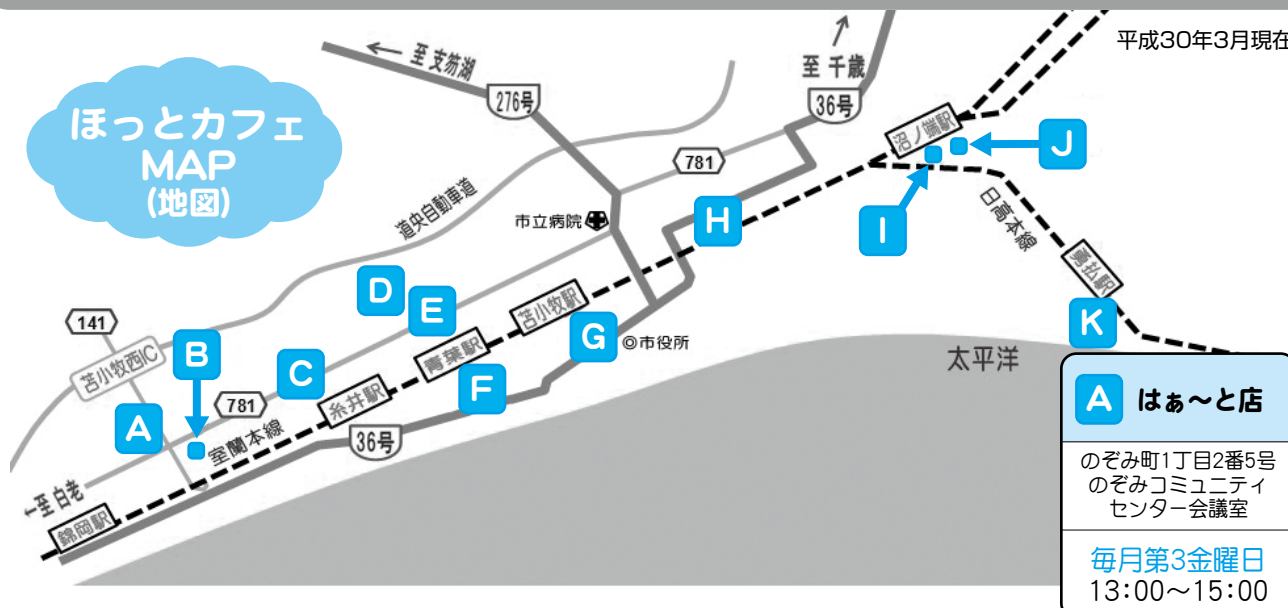 平成30年3月現在
ほっとカフェ
MAP
(地図)
← 至 支笏湖
276号
至 千歳
36号
沼ノ端駅
J
781
道央自動車道
市立病院
H
I
日高本線
勇払駅
D
E
苫小牧駅
141
苫小牧西IC
B
青葉駅
G
◎市役所
K
太平洋
C
糸井駅
F
A
781
室蘭本線
36号
←至 白老
錦岡駅
A はぁ～と店
のぞみ町1丁目2番5号
のぞみコミュニティ
センター会議室
毎月第3金曜日
13:00～15:00